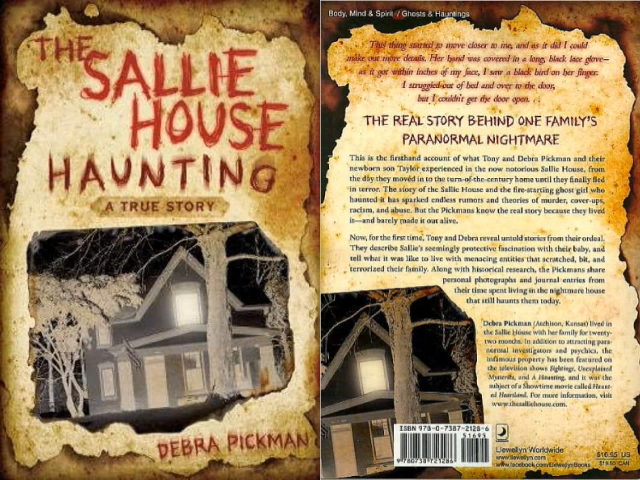 THE
SALLIE
HOUSE
HAUNTING
A TRUE STORY
DEBRA PICKMAN
Body, Mind & Spirit / Ghosts & Hauntings
This thing started to move closer to me, and as it did I could
make out more details. Her hand was covered in a long, black lace glove—
as it got within inches of my face, I saw a black bird on her finger.
I struggled out of bed and over to the door,
but I couldn't get the door open. . .
THE REAL STORY BEHIND ONE FAMILY'S
PARANORMAL NIGHTMARE
This is the firsthand account of what Tony and Debra Pickman and their
newborn son Taylor experienced in the now notorious Sallie House, from
the day they moved in to the turn-of-the-century home until they finally fled
in terror. The story of the Sallie House and the fire-starting ghost girl who
haunted it has sparked endless rumors and theories of murder, cover-ups,
racism, and abuse. But the Pickmans know the real story because they lived
it—and barely made it out alive.
Now, for the first time, Tony and Debra reveal untold stories from their ordeal.
They describe Sallie's seemingly protective fascination with their baby, and
tell what it was like to live with menacing entities that scratched, bit, and
terrorized their family. Along with historical research, the Pickmans share
personal photographs and journal entries from
their time spent living in the nightmare house
that still haunts them today.
Debra Pickman (Atchison, Kansas) lived in
the Sallie House with her family for twenty-
two months. In addition to attracting para-
normal investigators and psychics, the
infamous property has been featured on
the television shows Sightings, Unexplained
Mysteries, and A Haunting, and it was the
subject of a Showtime movie called Haunt-
ed Heartland. For more information, visit
www.thesalliehouse.com.
ISBN 978-0-7387-2128-6
51695
9 780738 721286
Llewellyn Worldwide
www.llewellyn.com
www.facebook.com/LlewellynBooks
$16.95 US
$19.95 CAN